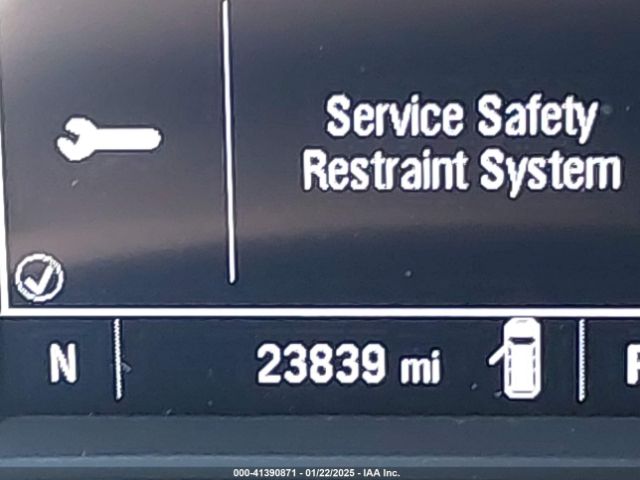 Service Safety
Restraint System
N
23839 mi
000-41390871 - 01/22/2025 - IAA Inc.